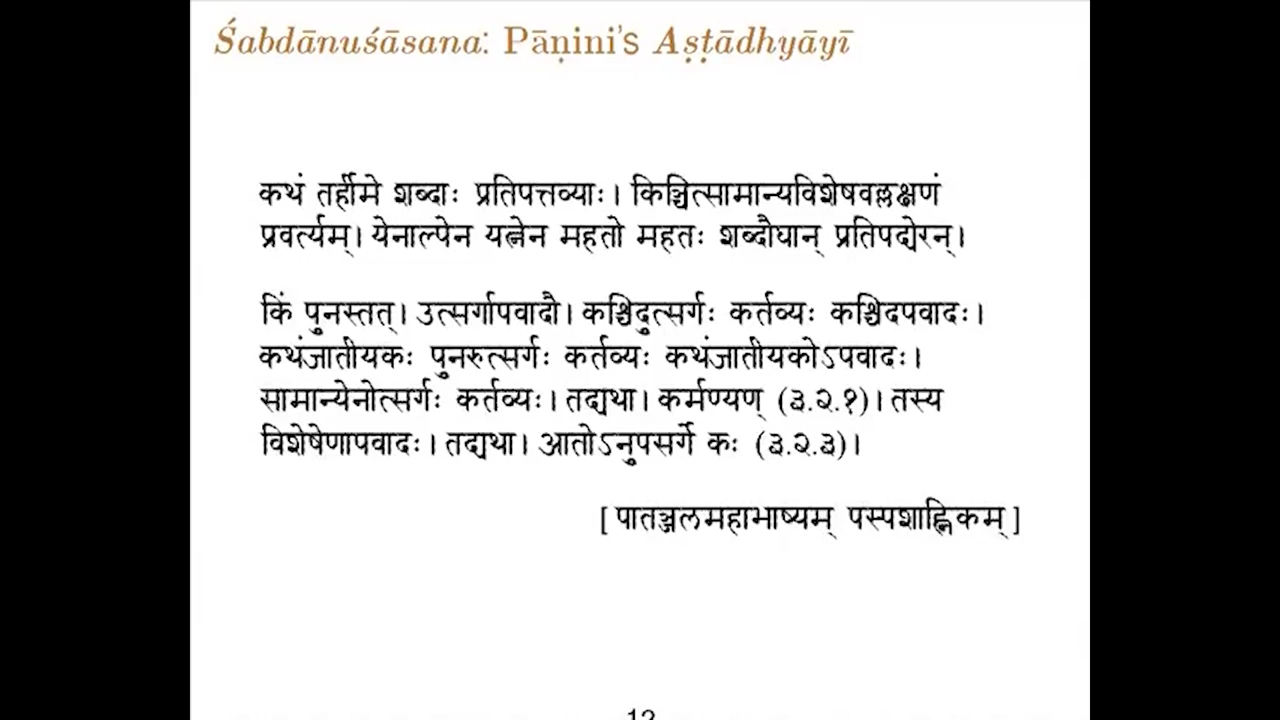 Śabdānuśāsana: Pāṇini's Aṣṭādhyāyī
कथं तर्हीमे शब्दाः प्रतिपत्तव्याः। किञ्चित्सामान्यविशेषवल्लक्षणं
प्रवर्त्यम्। येनाल्पेन यत्नेन महतो महतः शब्दौघान् प्रतिपद्येरन्।
किं पुनस्तत्। उत्सर्गापवादौ। कश्चिदुत्सर्गः कर्तव्यः कश्चिदपवादः।
कथंजातीयकः पुनरुत्सर्गः कर्तव्यः कथंजातीयकोऽपवादः।
सामान्येनोत्सर्गः कर्तव्यः। तद्यथा। कर्मण्यण् (३.२.१)। तस्य
विशेषेणापवादः। तद्यथा। आतोऽनुपसर्गे कः (३.२.३)।
[पातञ्जलमहाभाष्यम् पस्पशाह्निकम्]
12